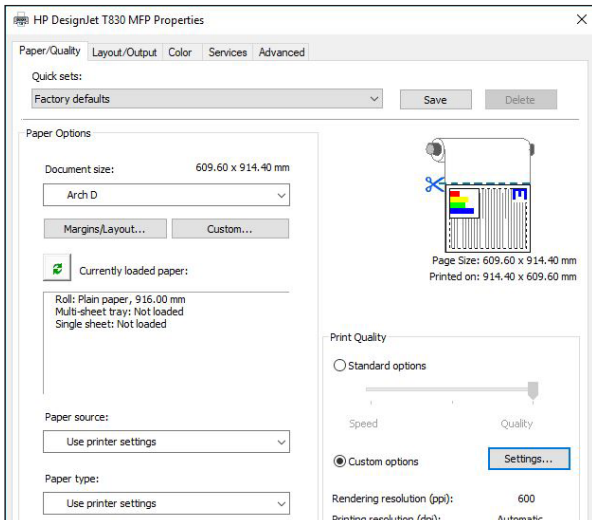 HP DesignJet T830 MFP Properties
Paper/Quality Layout/Output Color Services Advanced
Quick sets:
Factory defaults
Save
Delete
Paper Options
Document size:
609.60 x 914.40 mm
Arch D
Margins/Layout...
Custom...
Currently loaded paper:
Roll: Plain paper, 916.00 mm
Multi-sheet tray: Not loaded
Single sheet: Not loaded
Paper source:
Use printer settings
Paper type:
Use printer settings
Page Size: 609.60 x 914.40 mm
Printed on: 914.40 x 609.60 mm
Print Quality
Standard options
Speed
Quality
Custom options
Settings...
Rendering resolution (ppi):
600
Printing resolution (dpi):
Automatic